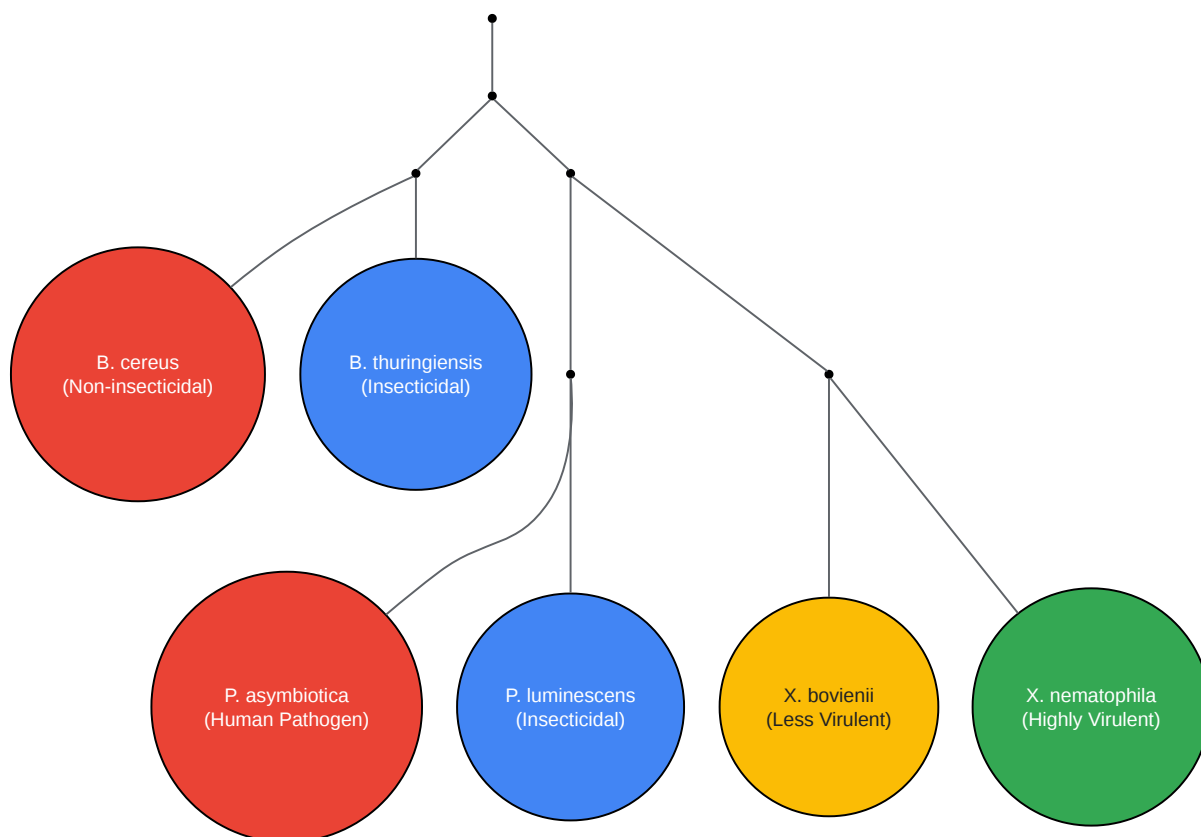 B. cereus
(Non-insecticidal)
B. thuringiensis
(Insecticidal)
P. asymbiotica
(Human Pathogen)
P. luminescens
(Insecticidal)
X. bovienii
(Less Virulent)
X. nematophila
(Highly Virulent)